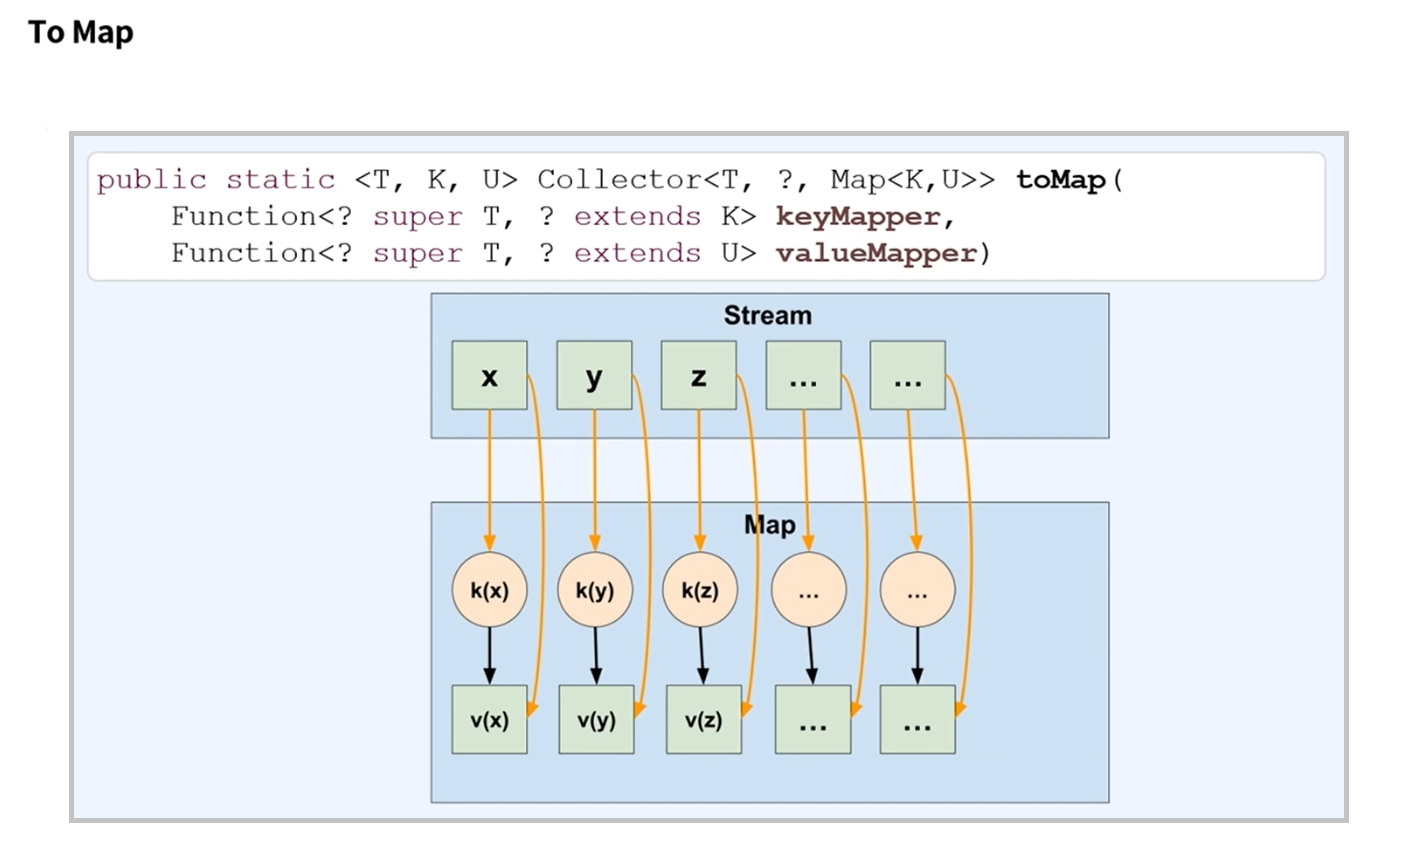 To Map
public static <T, K, U> Collector<T, ?, Map<K,U>> toMap(
Function<? super T, ? extends K> keyMapper,
Function<? super T, ? extends U> valueMapper)
Stream
x y z ... ...
Map
k(x) k(y) k(z) ... ...
v(x) v(y) v(z) ... ...